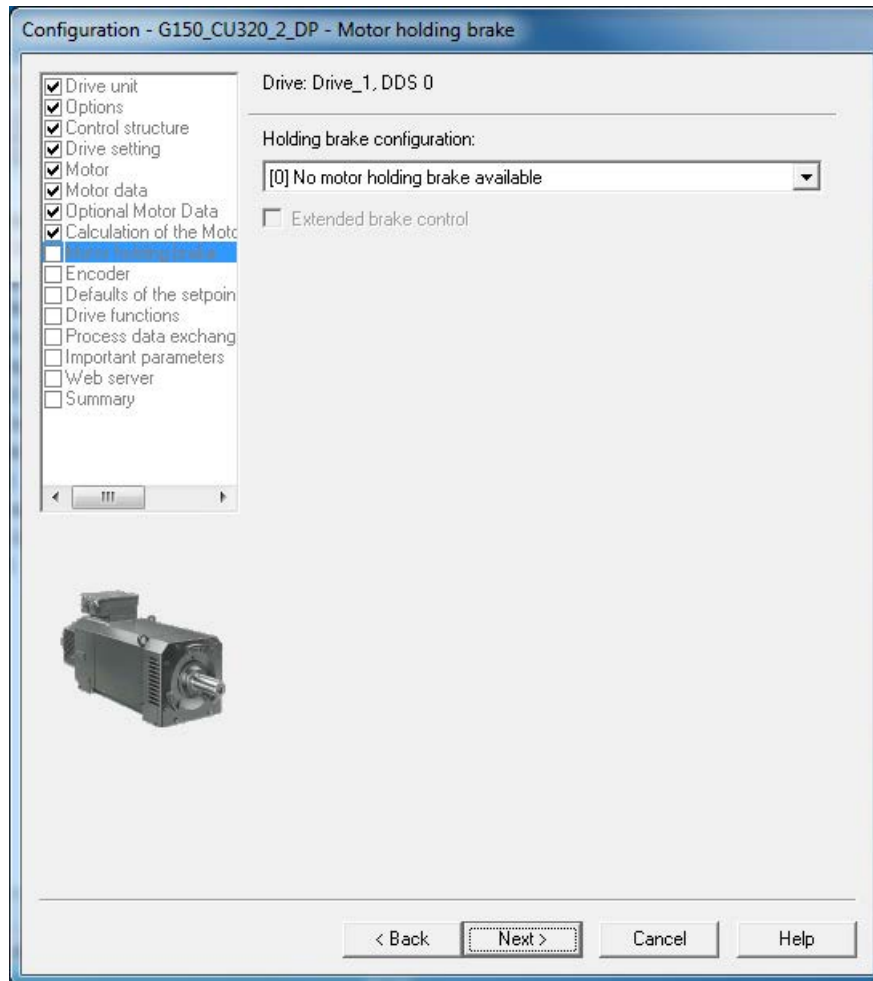 Configuration - G150_CU320_2_DP - Motor holding brake
Drive unit
Options
Control structure
Drive setting
Motor
Motor data
Optional Motor Data
Calculation of the Moto
Motor holding brake
Encoder
Defaults of the setpoin
Drive functions
Process data exchang
Important parameters
Web server
Summary
Drive: Drive_1, DDS 0
Holding brake configuration:
[0] No motor holding brake available
Extended brake control
< Back
Next >
Cancel
Help